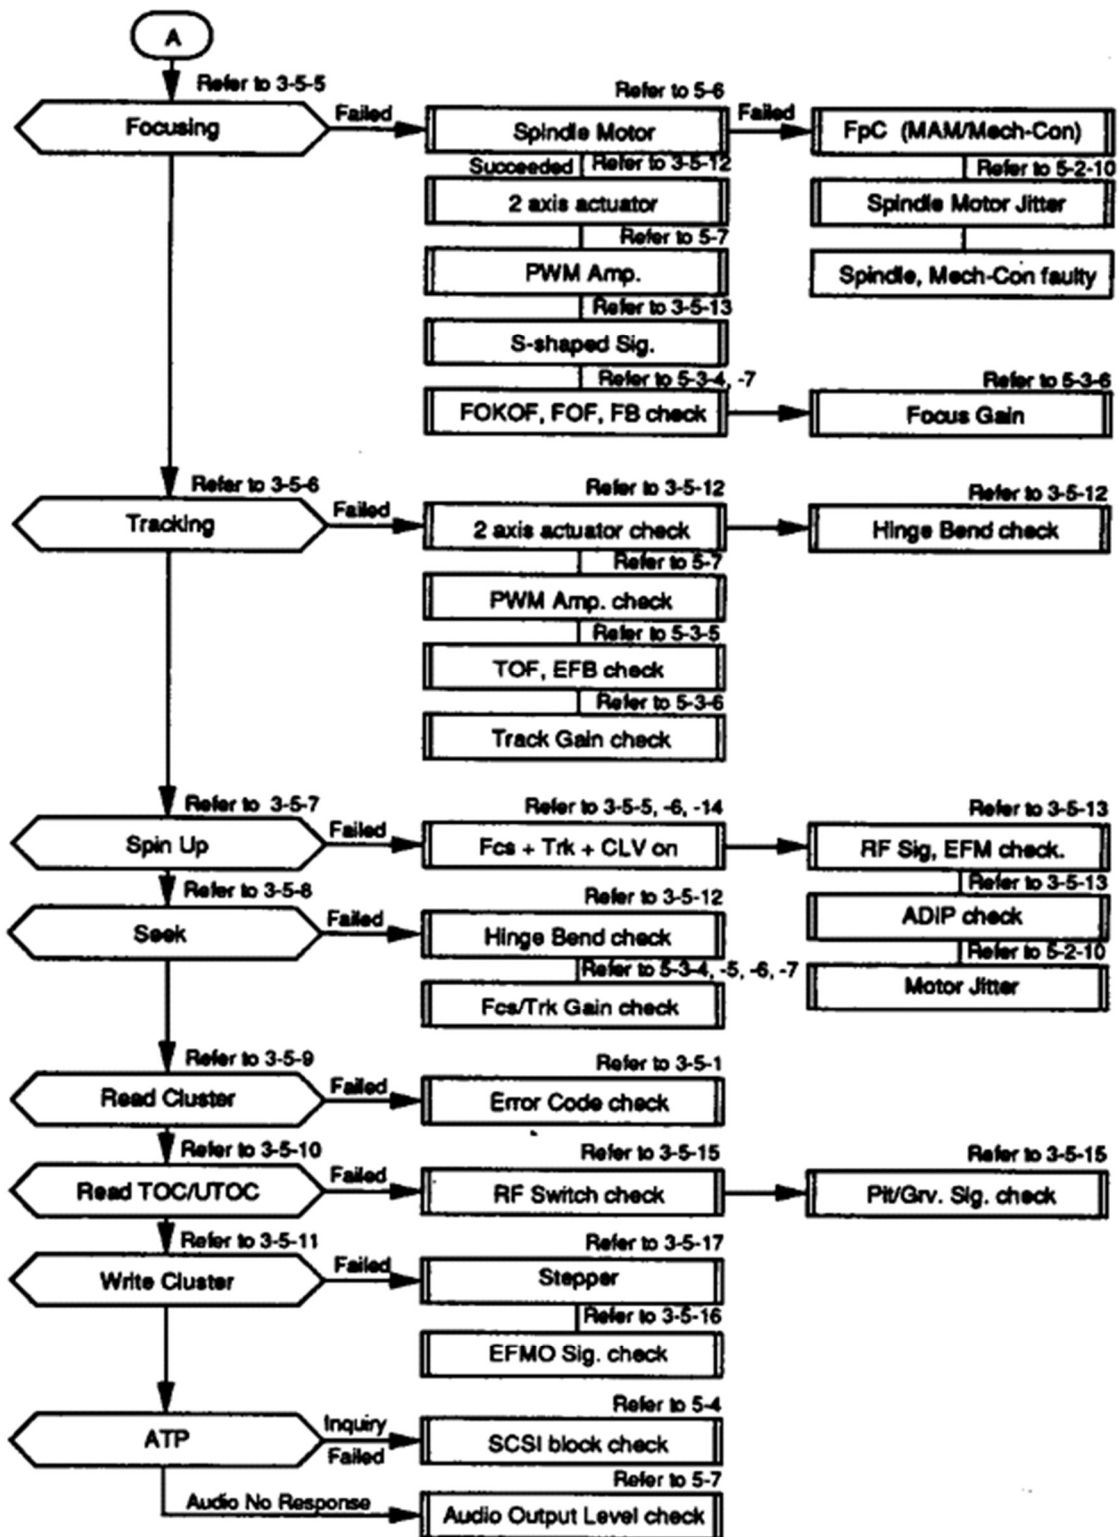 A
Refer to 3-5-5
Focusing
Failed
Refer to 5-6
Spindle Motor
Failed
FpC (MAM/Mech-Con)
Succeeded
Refer to 3-5-12
2 axis actuator
Refer to 5-2-10
Spindle Motor Jitter
Refer to 5-7
PWM Amp.
Spindle, Mech-Con faulty
Refer to 3-5-13
S-shaped Sig.
Refer to 5-3-4, -7
FOKOF, FOF, FB check
Refer to 5-3-6
Focus Gain
Refer to 3-5-6
Tracking
Failed
Refer to 3-5-12
2 axis actuator check
Refer to 3-5-12
Hinge Bend check
Refer to 5-7
PWM Amp. check
Refer to 5-3-5
TOF, EFB check
Refer to 5-3-6
Track Gain check
Refer to 3-5-7
Spin Up
Failed
Refer to 3-5-5, -6, -14
Fcs + Trk + CLV on
Refer to 3-5-13
RF Sig, EFM check.
Refer to 3-5-13
ADIP check
Refer to 5-2-10
Motor Jitter
Refer to 3-5-8
Seek
Failed
Refer to 3-5-12
Hinge Bend check
Refer to 5-3-4, -5, -6, -7
Fcs/Trk Gain check
Refer to 3-5-9
Read Cluster
Failed
Refer to 3-5-1
Error Code check
Refer to 3-5-10
Read TOC/UTOC
Failed
Refer to 3-5-15
RF Switch check
Refer to 3-5-15
Pit/Grv. Sig. check
Refer to 3-5-11
Write Cluster
Failed
Refer to 3-5-17
Stepper
Refer to 3-5-16
EFMO Sig. check
ATP
Inquiry
Failed
Refer to 5-4
SCSI block check
Audio No Response
Refer to 5-7
Audio Output Level check